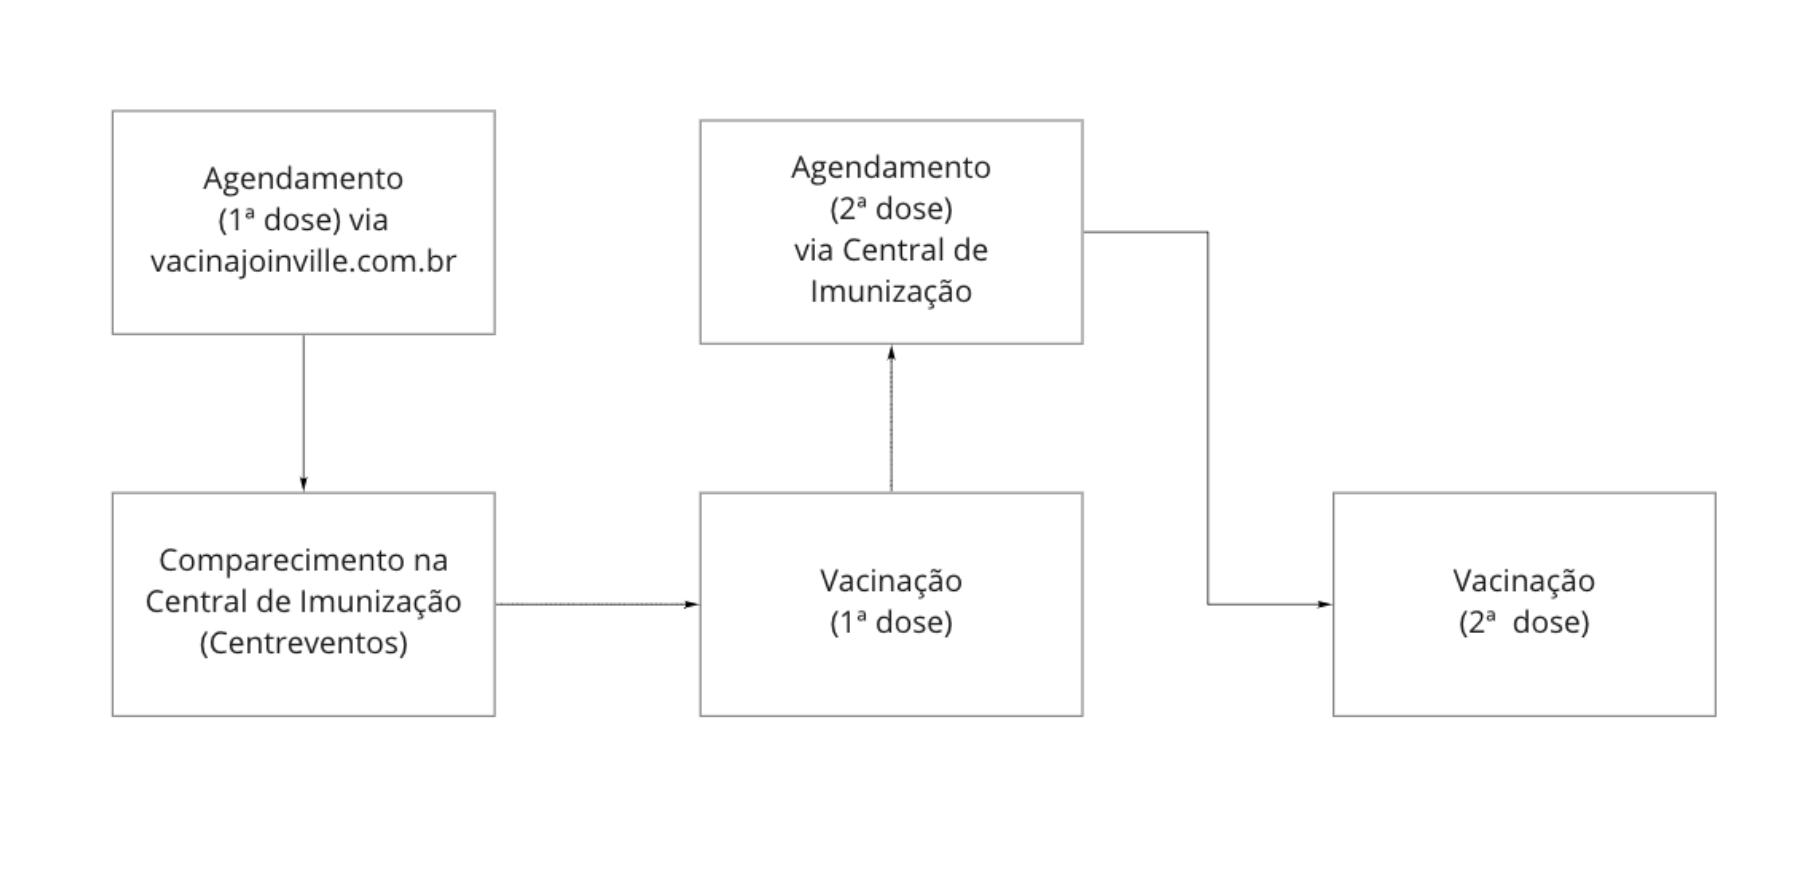 Agendamento
(1ª dose) via
vacinajoinville.com.br
Comparecimento na
Central de Imunização
(Centreventos)
Vacinação
(1ª dose)
Agendamento
(2ª dose)
via Central de
Imunização
Vacinação
(2ª  dose)